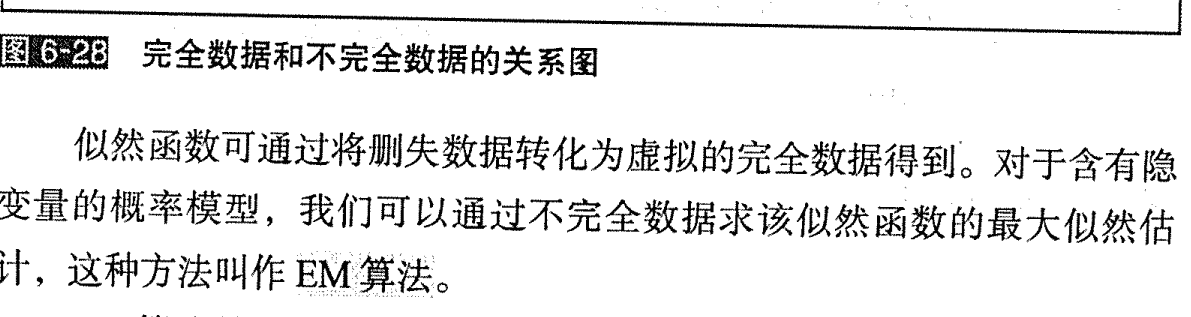 图 6-28 完全数据和不完全数据的关系图
似然函数可通过将删失数据转化为虚拟的完全数据得到。对于含有隐
变量的概率模型，我们可以通过不完全数据求该似然函数的最大似然估
计，这种方法叫作 EM 算法。